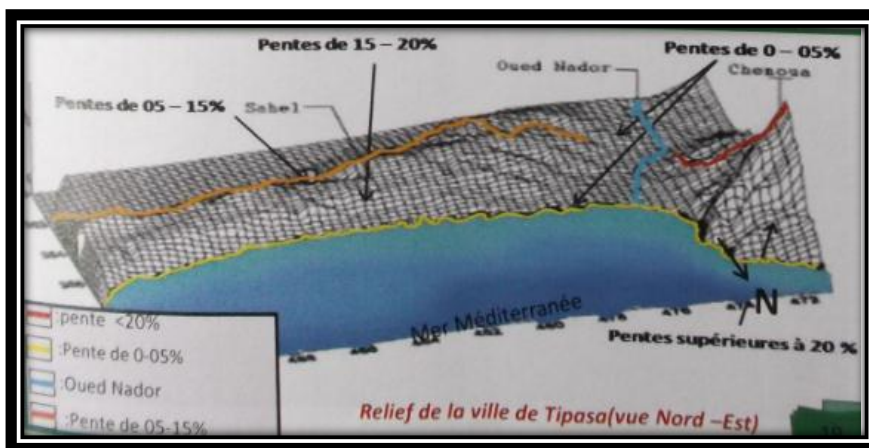 Pentes de 15 – 20%
Pentes de 0 – 05%
Oued Nador
Chenoua
Pentes de 05 – 15%
Sahel
Mer Méditerranée
N
Pentes supérieures à 20 %
:pente <20%
:Pente de 0-05%
:Oued Nador
:Pente de 05-15%
Relief de la ville de Tipasa(vue Nord –Est)